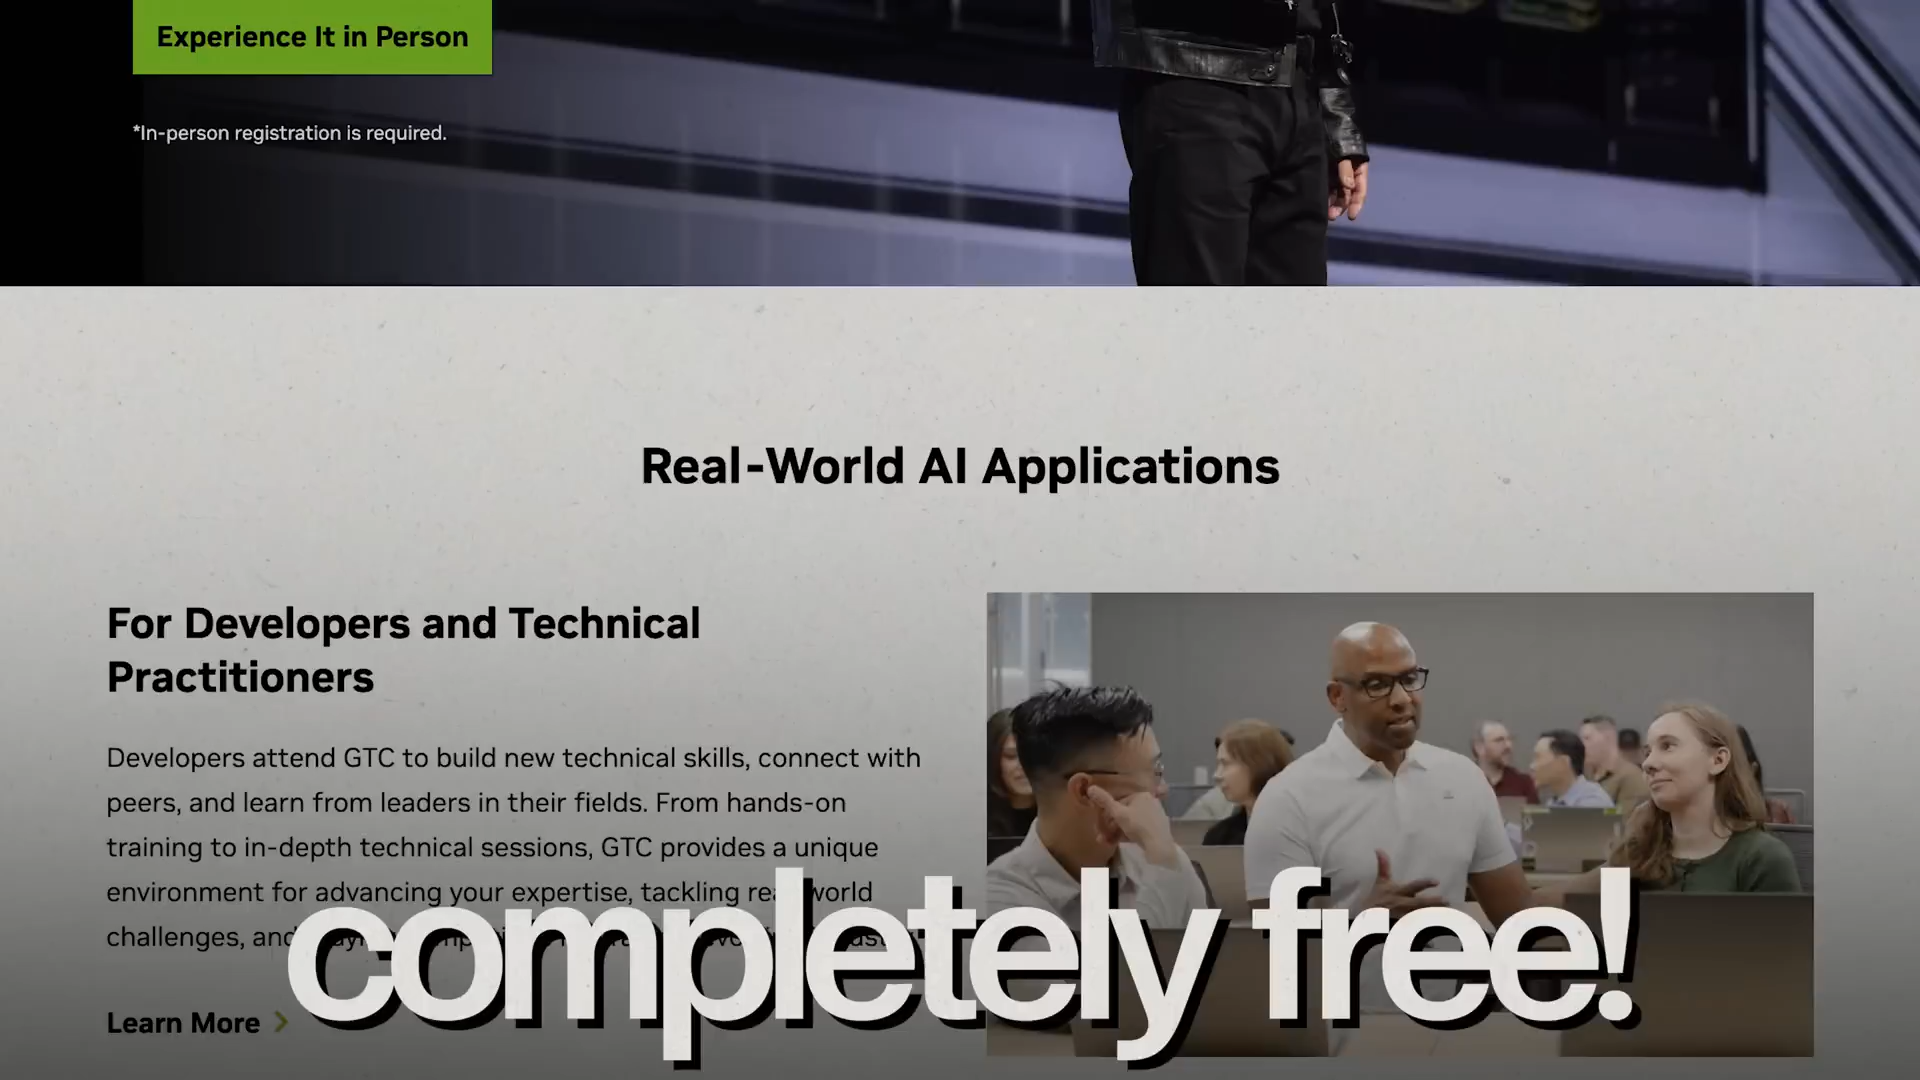 Experience It in Person
*In-person registration is required.
Real-World AI Applications
For Developers and Technical
Practitioners
Developers attend GTC to build new technical skills, connect with
peers, and learn from leaders in their fields. From hands-on
training to in-depth technical sessions, GTC provides a unique
environment for advancing your expertise, tackling real-world
challenges, and
Learn More
completely free!